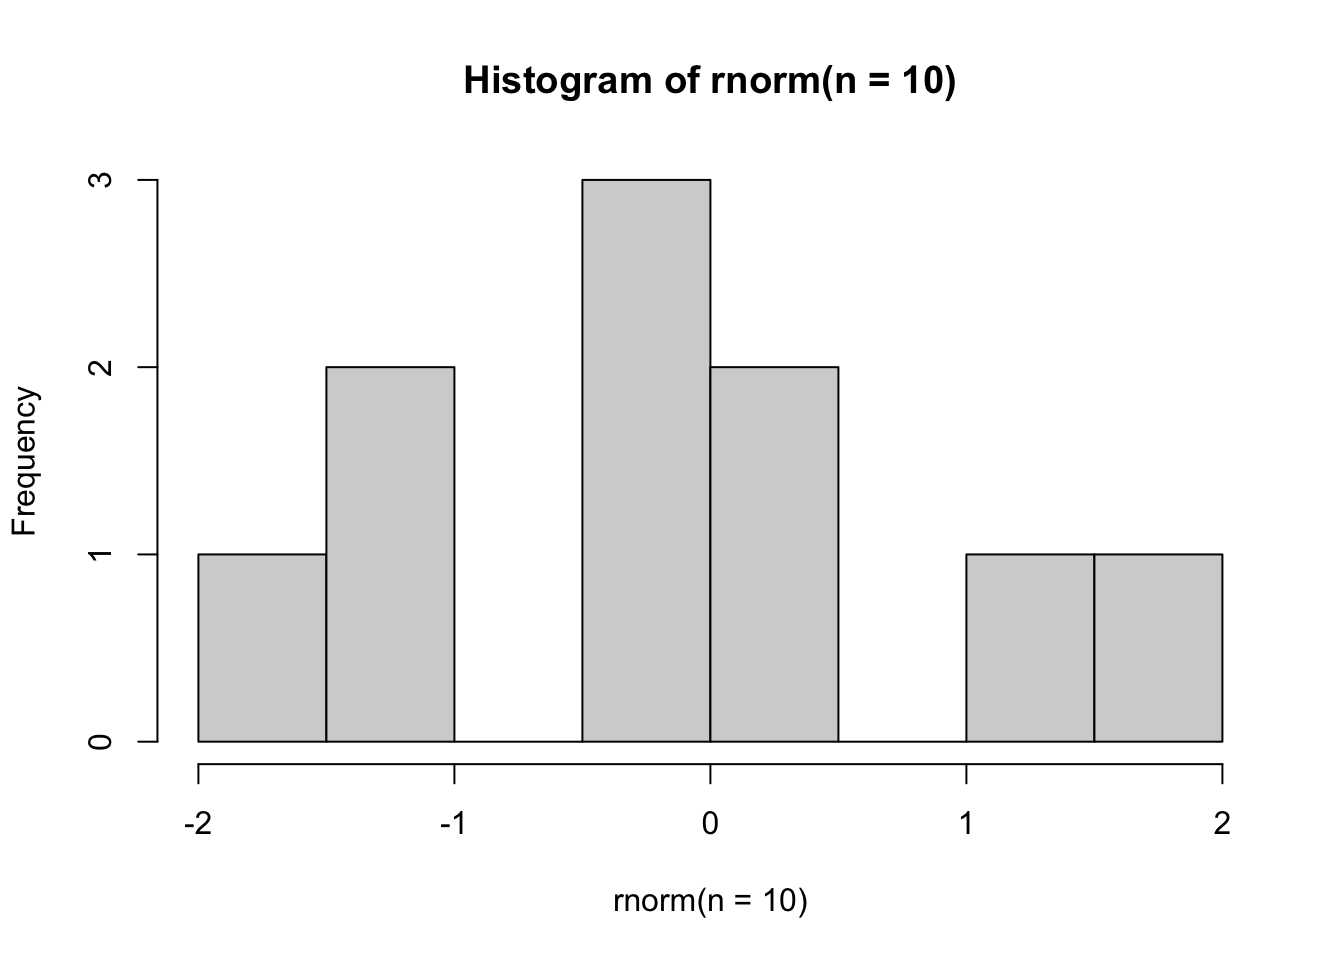 Histogram of rnorm(n = 10)
3
2
1
0
Frequency
-2 -1 0 1 2
rnorm(n = 10)